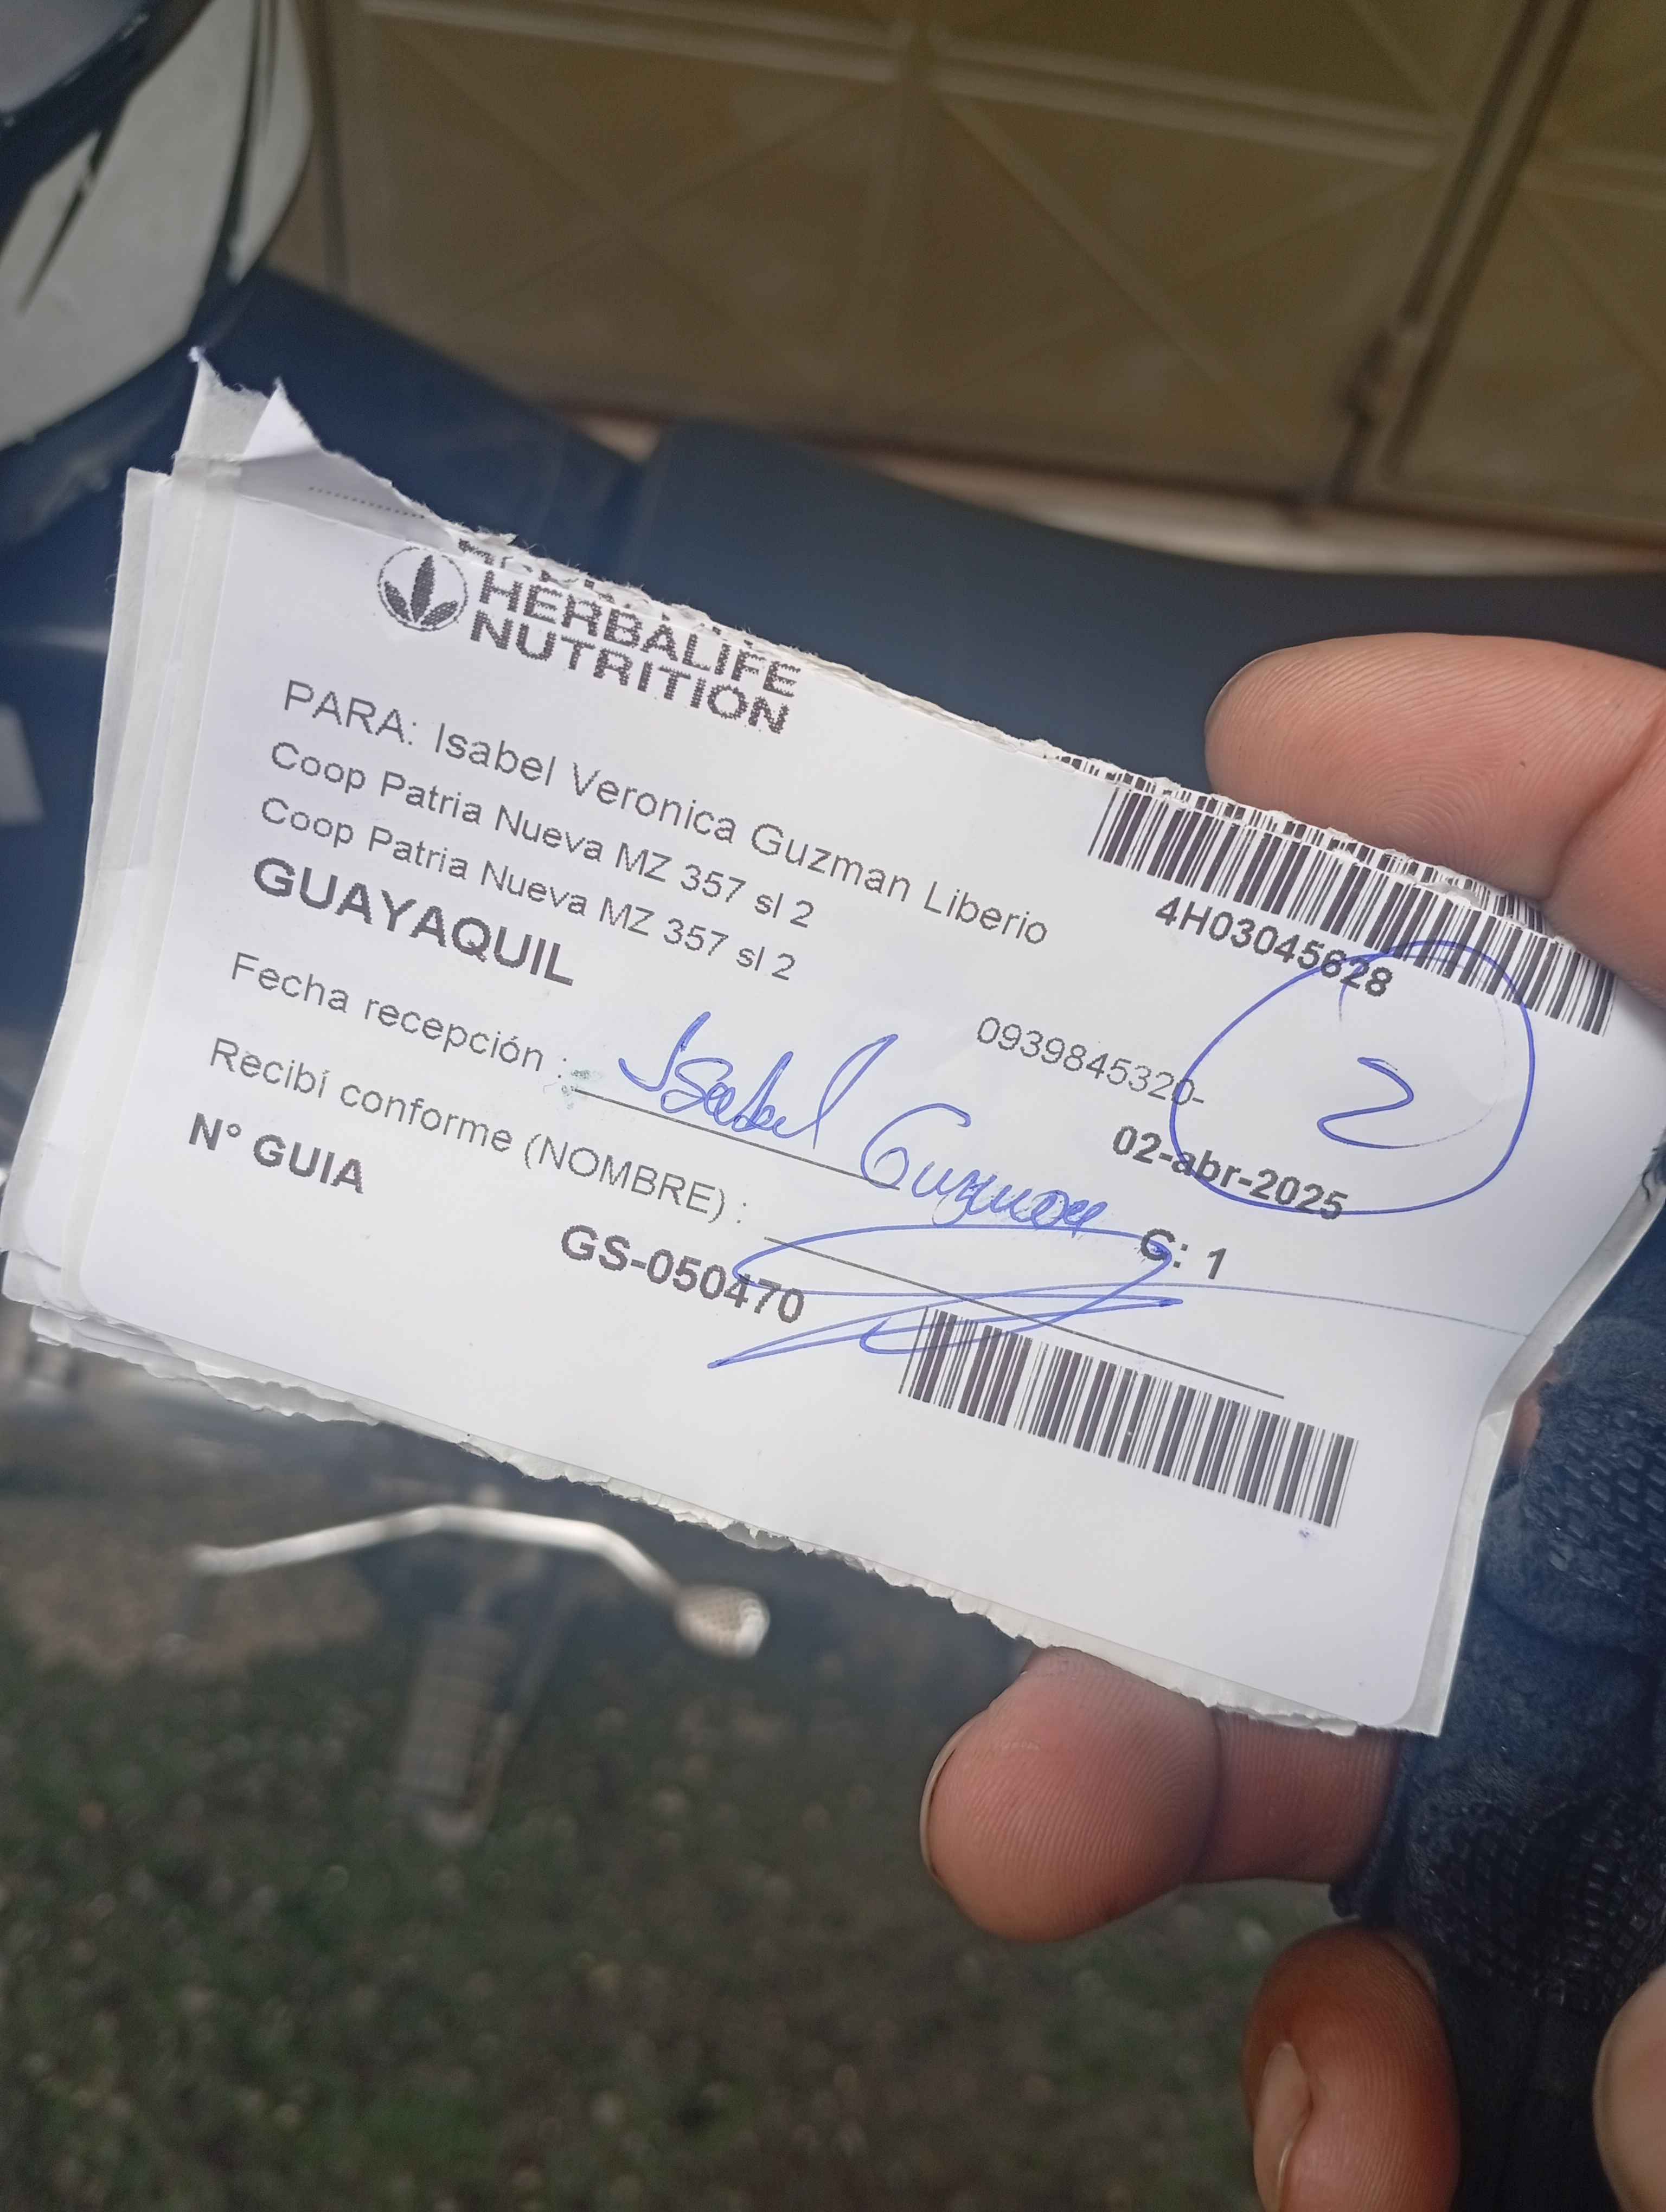 HERBALIFE
NUTRITION
PARA: Isabel Veronica Guzman Liberio
Coop Patria Nueva MZ 357 sl 2
Coop Patria Nueva MZ 357 sl 2
GUAYAQUIL
4H03045628
0939845320-
2
Fecha recepción :
Isabel Guzman
02-abr-2025
Recibí conforme (NOMBRE) :
C: 1
N° GUIA
GS-050470